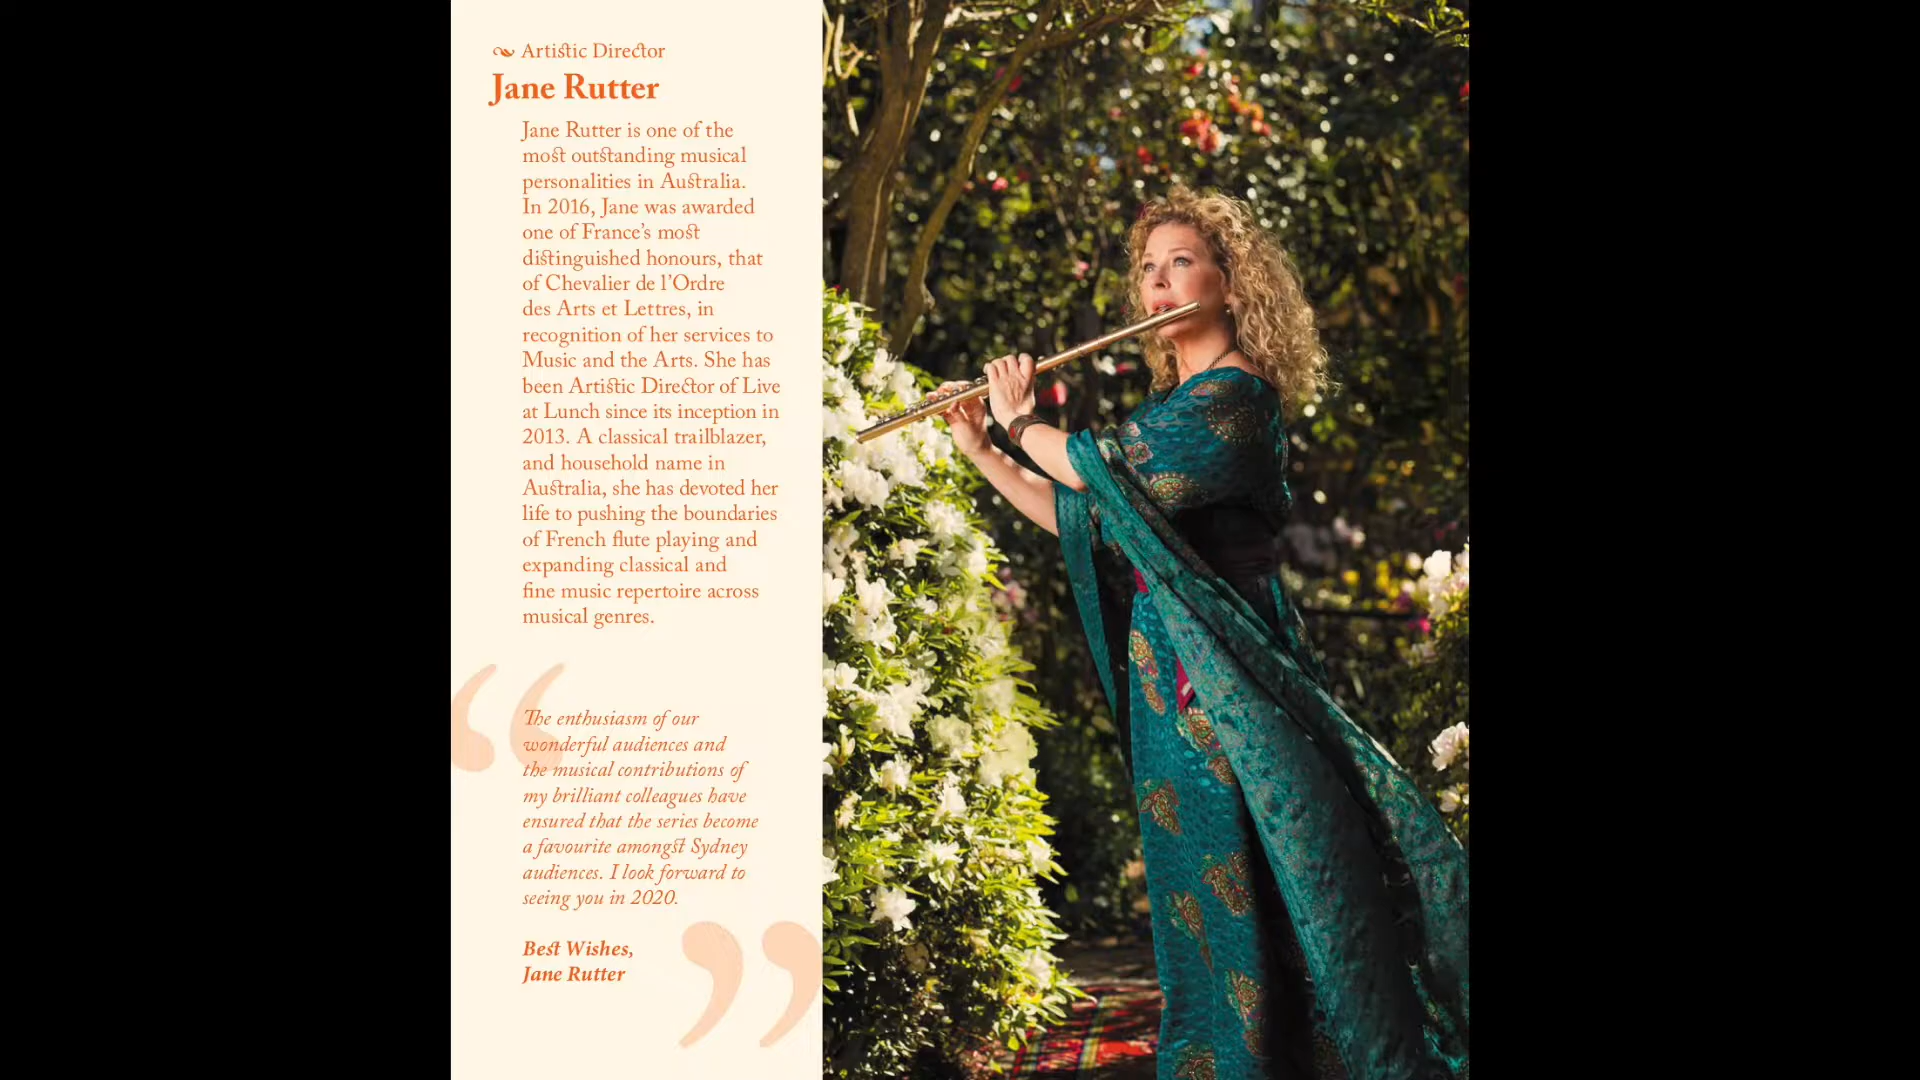 Artistic Director
Jane Rutter
Jane Rutter is one of the
most outstanding musical
personalities in Australia.
In 2016, Jane was awarded
one of France’s most
distinguished honours, that
of Chevalier de l’Ordre
des Arts et Lettres, in
recognition of her services to
Music and the Arts. She has
been Artistic Director of Live
at Lunch since its inception in
2013. A classical trailblazer,
and household name in
Australia, she has devoted her
life to pushing the boundaries
of French flute playing and
expanding classical and
fine music repertoire across
musical genres.
“
The enthusiasm of our
wonderful audiences and
the musical contributions of
my brilliant colleagues have
ensured that the series become
a favourite amongst Sydney
audiences. I look forward to
seeing you in 2020.
Best Wishes,
Jane Rutter
”